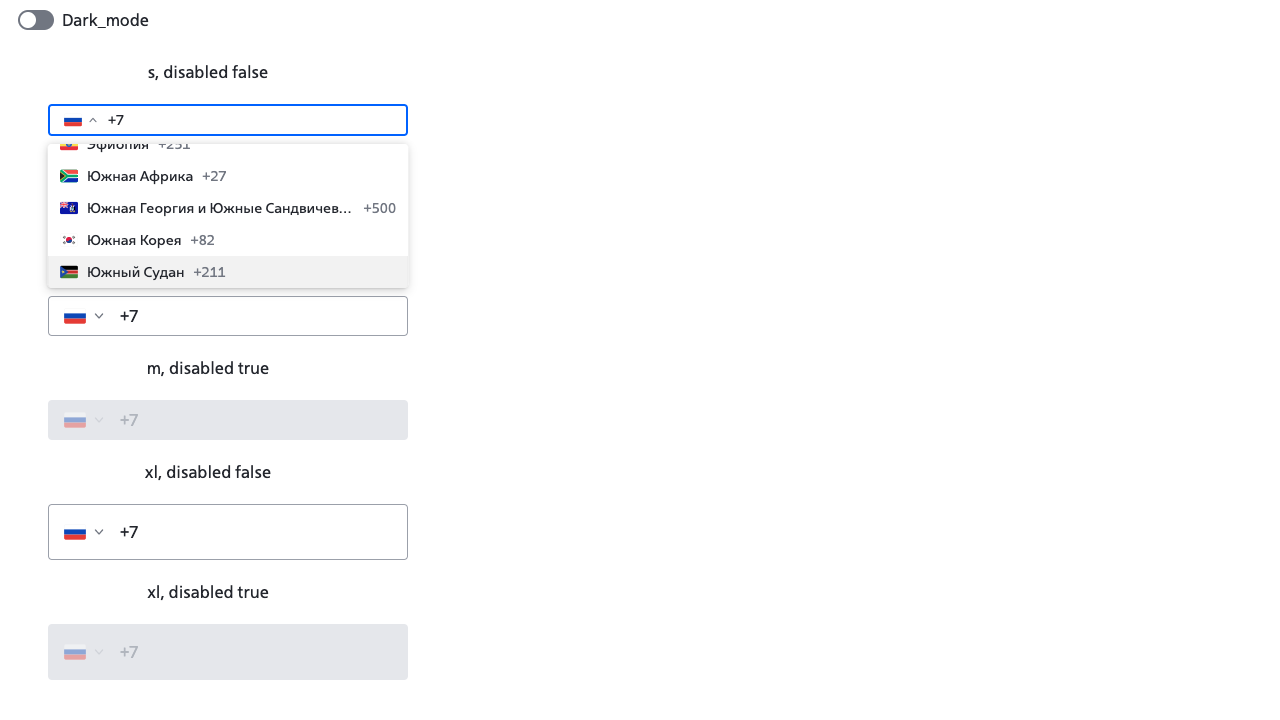 Dark_mode
s, disabled false
+7
Эфиопия +251
Южная Африка +27
Южная Георгия и Южные Сандвичев... +500
Южная Корея +82
Южный Судан +211
+7
m, disabled true
+7
xl, disabled false
+7
xl, disabled true
+7